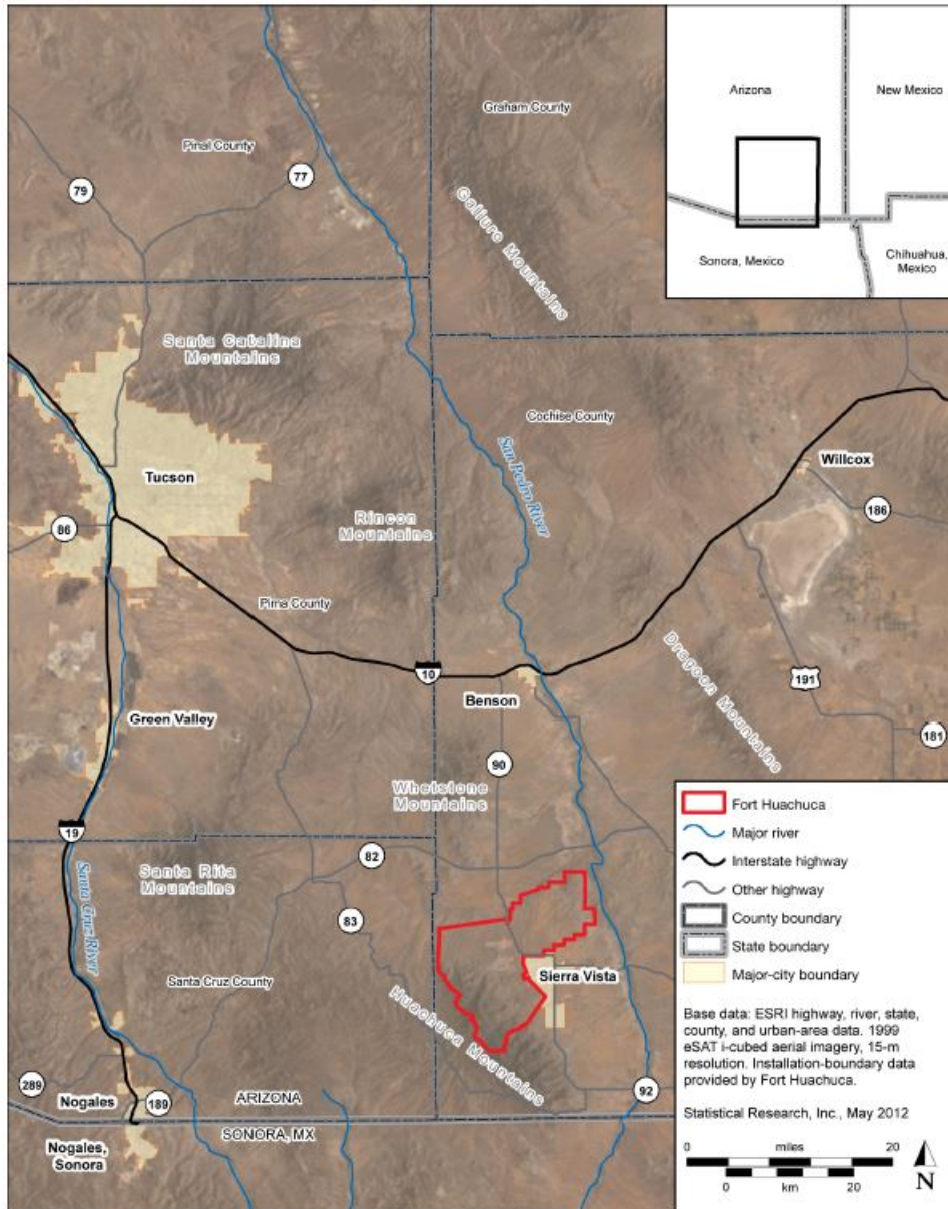 Arizona
New Mexico
Sonora, Mexico
Chihuahua,
Mexico
Graham County
Pinal County
79
77
Galiuro Mountains
Santa Catalina
Mountains
Cochise County
San Pedro River
Willcox
Tucson
186
86
Rincon
Mountains
Pima County
Dragoon Mountains
10
Benson
191
Green Valley
181
90
Whetstone
Mountains
19
82
Santa Rita
Mountains
Santa Cruz River
83
Santa Cruz County
Sierra Vista
Huachuca Mountains
289
Nogales
189
92
ARIZONA
SONORA, MX
Nogales,
Sonora
Fort Huachuca
Major river
Interstate highway
Other highway
County boundary
State boundary
Major-city boundary
Base data: ESRI highway, river, state,
county, and urban-area data. 1999
eSAT i-cubed aerial imagery, 15-m
resolution. Installation-boundary data
provided by Fort Huachuca.
Statistical Research, Inc., May 2012
0 miles 20
0 km 20
N